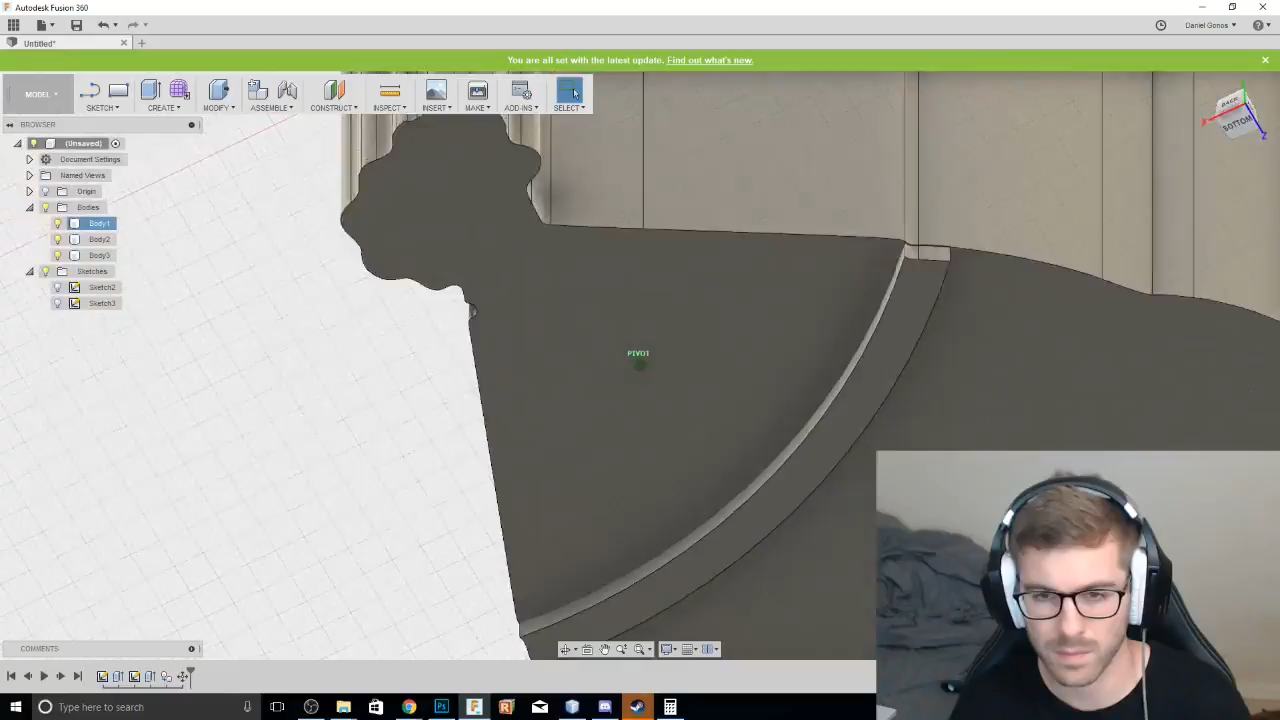 Autodesk Fusion 360
Daniel Gonos
Untitled*
You are all set with the latest update. Find out what's new.
MODEL
SKETCH
CREATE
MODIFY
ASSEMBLE
CONSTRUCT
INSPECT
INSERT
MAKE
ADD-INS
SELECT
BACK
BOTTOM
X
Z
BROWSER
(Unsaved)
Document Settings
Named Views
Origin
Bodies
Body1
Body2
Body3
Sketches
Sketch2
Sketch3
PIVOT
COMMENTS
Type here to search